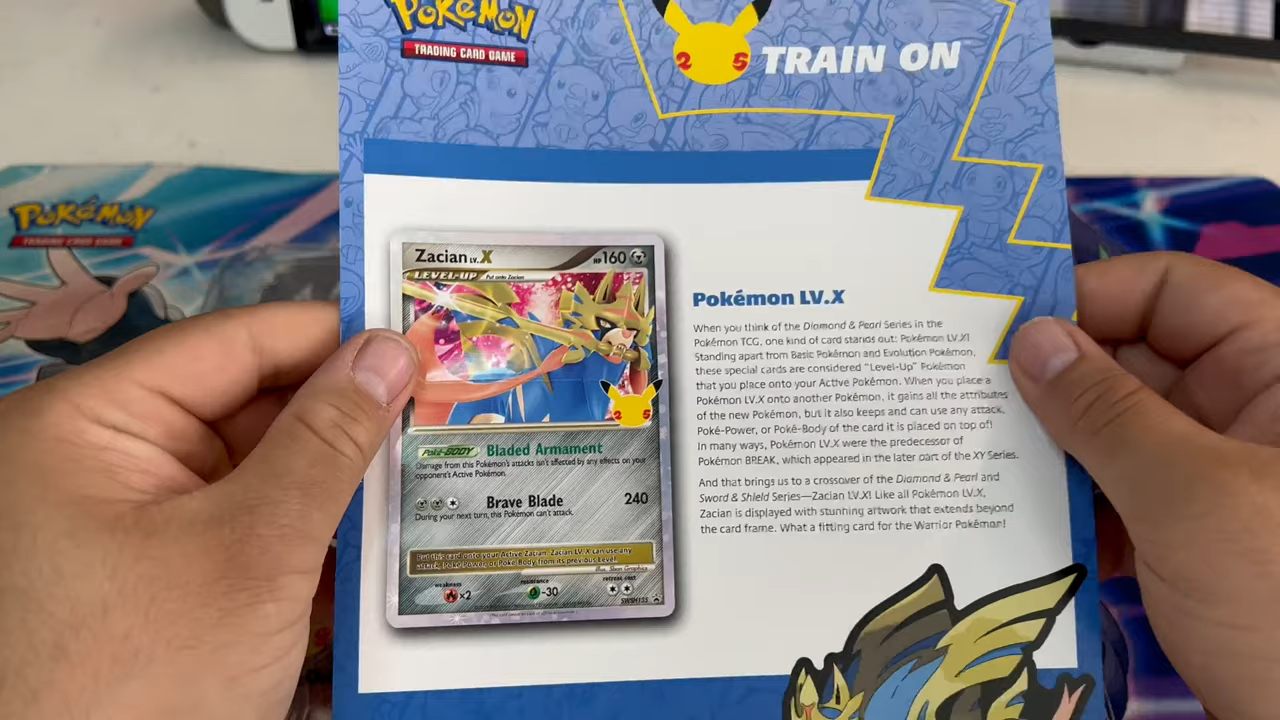 POKÉMON
TRADING CARD GAME
25
TRAIN ON
POKÉMON
TRADING CARD GAME
Zacian LV.X
HP 160
LEVEL-UP Put onto Zacian
25
Poké-BODY Bladed Armament
Damage from this Pokémon's attacks isn't affected by any effects on your
opponent's Active Pokémon.
Brave Blade 240
During your next turn, this Pokémon can't attack.
Put this card onto your Active Zacian. Zacian LV.X can use any
attack, Poké-Power, or Poké-Body from its previous Level.
Illus. 5ban Graphics
weakness resistance retreat cost
×2 -30
Pokémon LV.X
When you think of the Diamond & Pearl Series in the
Pokémon TCG, one kind of card stands out: Pokémon LV.X!
Standing apart from Basic Pokémon and Evolution Pokémon,
these special cards are considered “Level-Up” Pokémon
that you place onto your Active Pokémon. When you place a
Pokémon LV.X onto another Pokémon, it gains all the attributes
of the new Pokémon, but it also keeps and can use any attack,
Poké-Power, or Poké-Body of the card it is placed on top of!
In many ways, Pokémon LV.X were the predecessor of
Pokémon BREAK, which appeared in the later part of the XY Series.
And that brings us to a crossover of the Diamond & Pearl and
Sword & Shield Series—Zacian LV.X! Like all Pokémon LV.X,
Zacian is displayed with stunning artwork that extends beyond
the card frame. What a fitting card for the Warrior Pokémon!